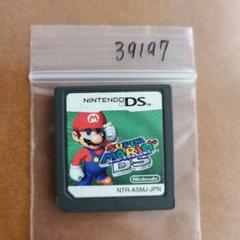 39197
NINTENDO DS
SUPER
MARIO
DS
Nintendo
NTR-ASMJ-JPN